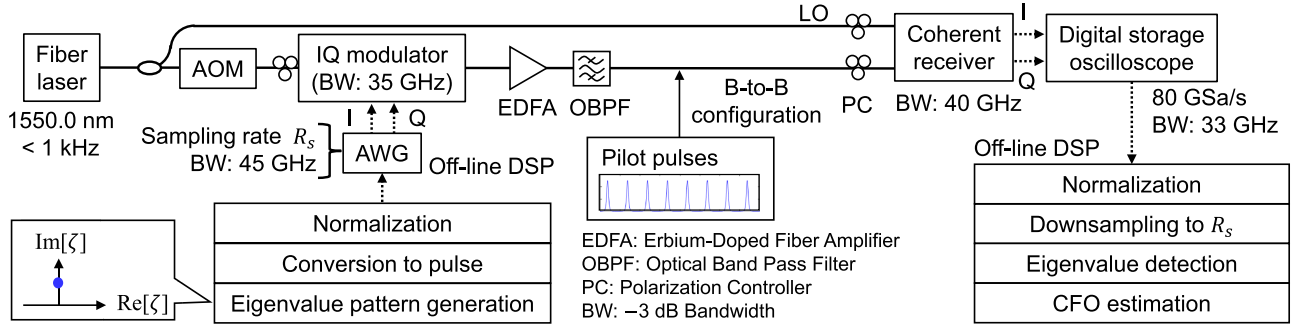 Fiber
laser
1550.0 nm
< 1 kHz
AOM
IQ modulator
(BW: 35 GHz)
I
Q
Sampling rate R_s
BW: 45 GHz
AWG
Off-line DSP
Normalization
Conversion to pulse
Eigenvalue pattern generation
Im[ζ]
Re[ζ]
EDFA
OBPF
B-to-B
configuration
Pilot pulses
EDFA: Erbium-Doped Fiber Amplifier
OBPF: Optical Band Pass Filter
PC: Polarization Controller
BW: −3 dB Bandwidth
LO
PC
Coherent
receiver
BW: 40 GHz
I
Q
Digital storage
oscilloscope
80 GSa/s
BW: 33 GHz
Off-line DSP
Normalization
Downsampling to R_s
Eigenvalue detection
CFO estimation